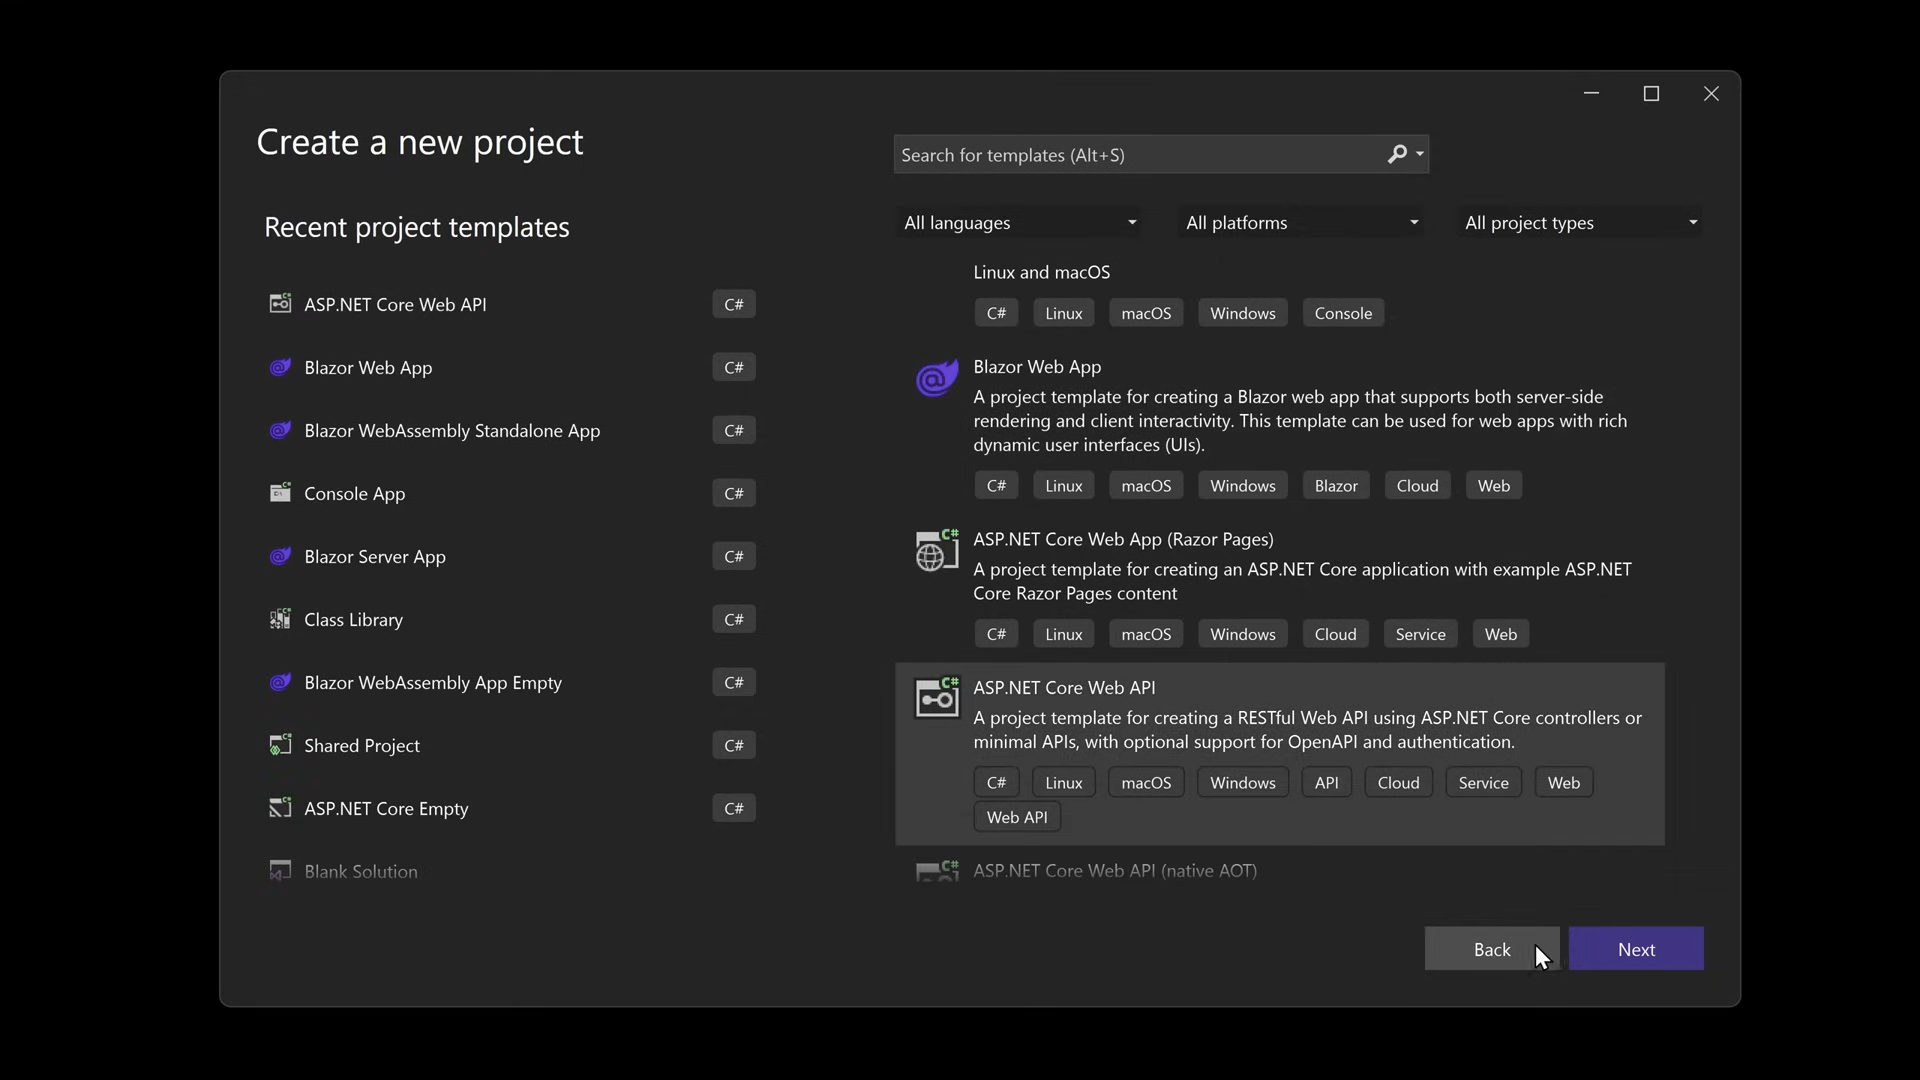 Create a new project
Search for templates (Alt+S)
Recent project templates
All languages
All platforms
All project types
ASP.NET Core Web API C#
Blazor Web App C#
Blazor WebAssembly Standalone App C#
Console App C#
Blazor Server App C#
Class Library C#
Blazor WebAssembly App Empty C#
Shared Project C#
ASP.NET Core Empty C#
Blank Solution
Linux and macOS
C# Linux macOS Windows Console
Blazor Web App
A project template for creating a Blazor web app that supports both server-side
rendering and client interactivity. This template can be used for web apps with rich
dynamic user interfaces (UIs).
C# Linux macOS Windows Blazor Cloud Web
ASP.NET Core Web App (Razor Pages)
A project template for creating an ASP.NET Core application with example ASP.NET
Core Razor Pages content
C# Linux macOS Windows Cloud Service Web
ASP.NET Core Web API
A project template for creating a RESTful Web API using ASP.NET Core controllers or
minimal APIs, with optional support for OpenAPI and authentication.
C# Linux macOS Windows API Cloud Service Web
Web API
ASP.NET Core Web API (native AOT)
Back
Next